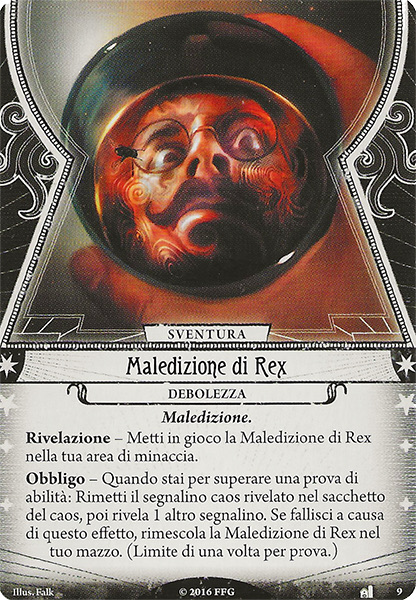 SVENTURA
Maledizione di Rex
DEBOLEZZA
Maledizione.
Rivelazione – Metti in gioco la Maledizione di Rex
nella tua area di minaccia.
Obbligo – Quando stai per superare una prova di
abilità: Rimetti il segnalino caos rivelato nel sacchetto
del caos, poi rivela 1 altro segnalino. Se fallisci a causa
di questo effetto, rimescola la Maledizione di Rex nel
tuo mazzo. (Limite di una volta per prova.)
Illus. Falk
© 2016 FFG
9